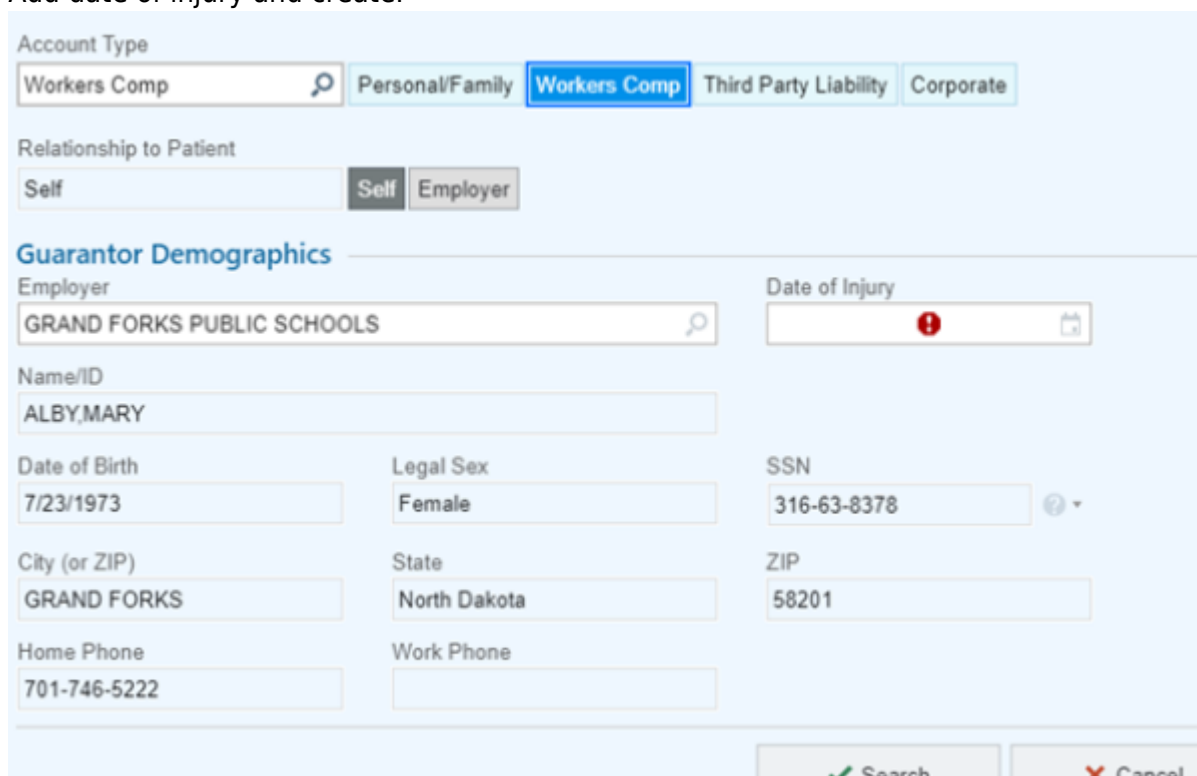 Add date of injury and create.
Account Type
Workers Comp Personal/Family Workers Comp Third Party Liability Corporate
Relationship to Patient
Self Self Employer
Guarantor Demographics
Employer Date of Injury
GRAND FORKS PUBLIC SCHOOLS
Name/ID
ALBY,MARY
Date of Birth Legal Sex SSN
7/23/1973 Female 316-63-8378
City (or ZIP) State ZIP
GRAND FORKS North Dakota 58201
Home Phone Work Phone
701-746-5222
Search Cancel